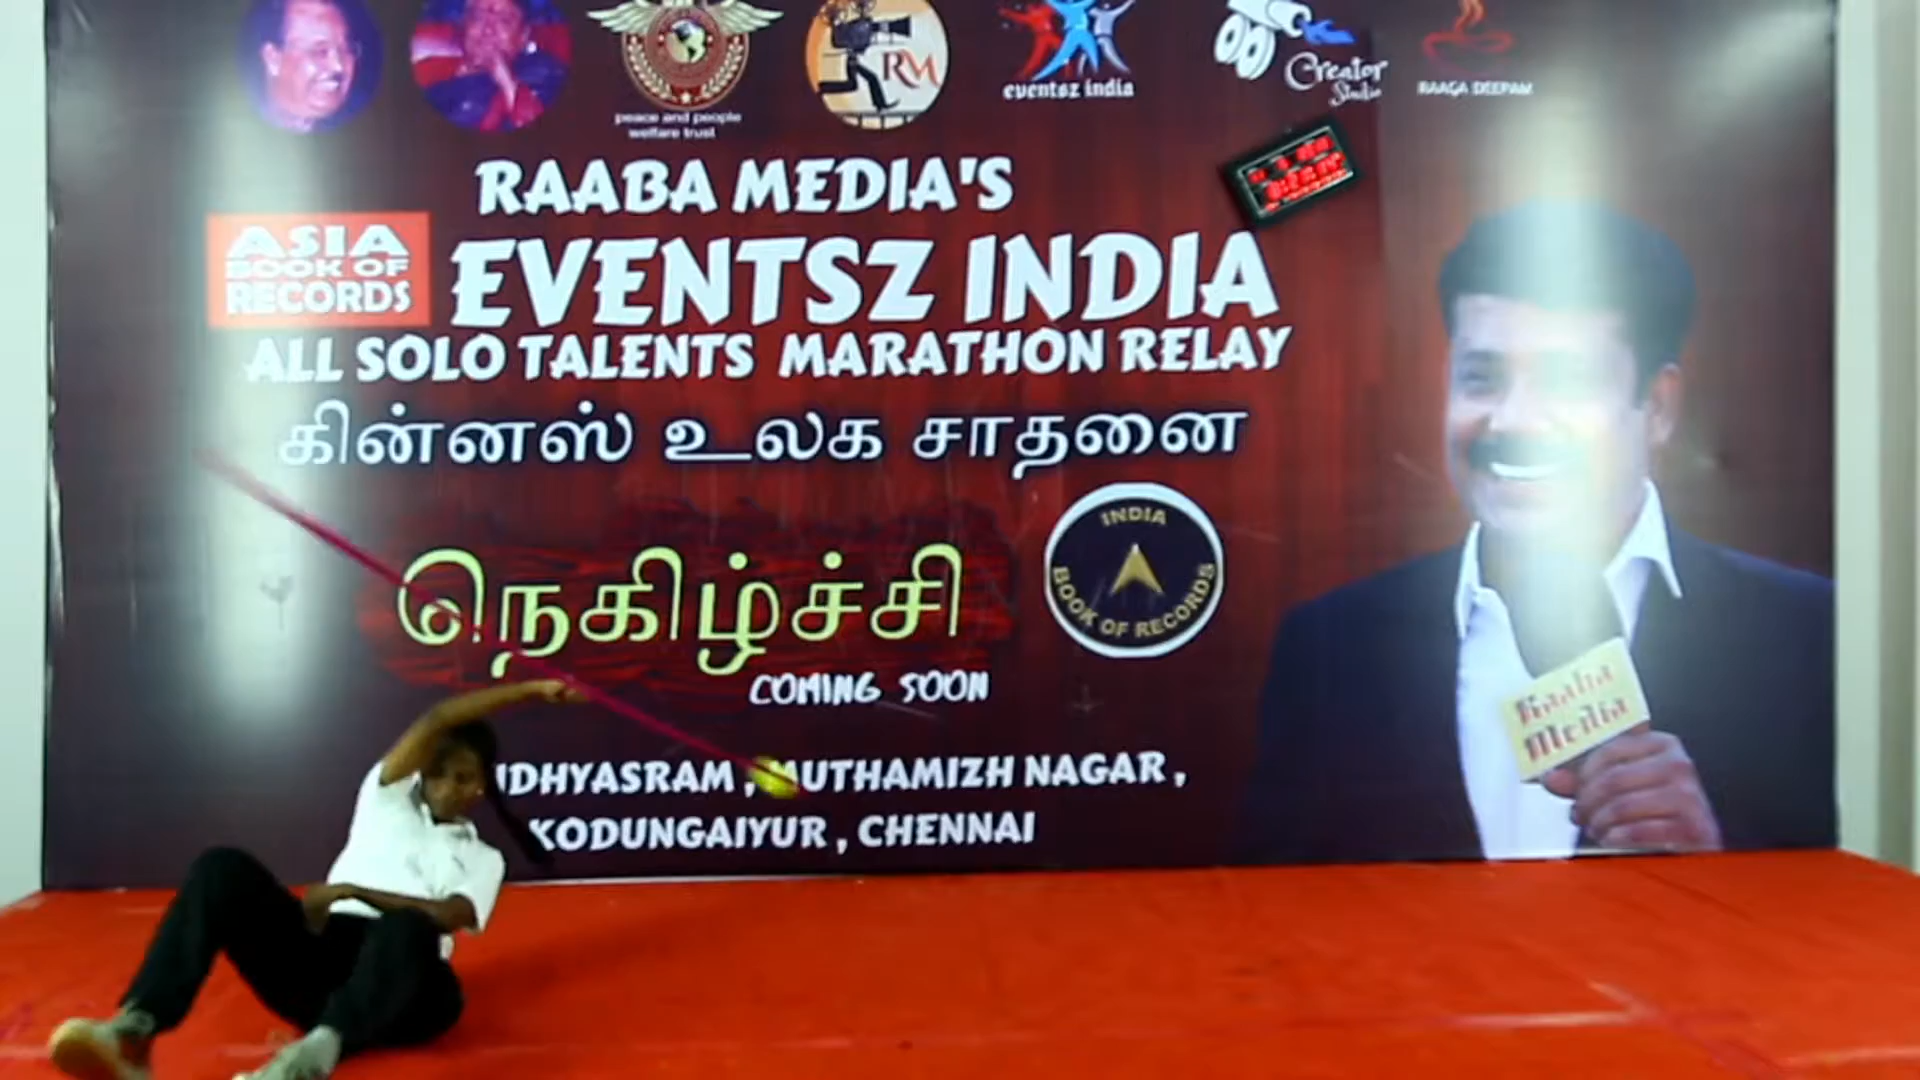 peace and people
welfare trust
RM
eventsz india
Creator
Studio
RAAGA DEEPAM
RAABA MEDIA'S
ASIA
BOOK OF
RECORDS
EVENTSZ INDIA
ALL SOLO TALENTS MARATHON RELAY
கின்னஸ் உலக சாதனை
நெகிழ்ச்சி
INDIA
BOOK OF RECORDS
COMING SOON
MUTHAMIZH NAGAR ,
KODUNGAIYUR , CHENNAI
Raaba
Media